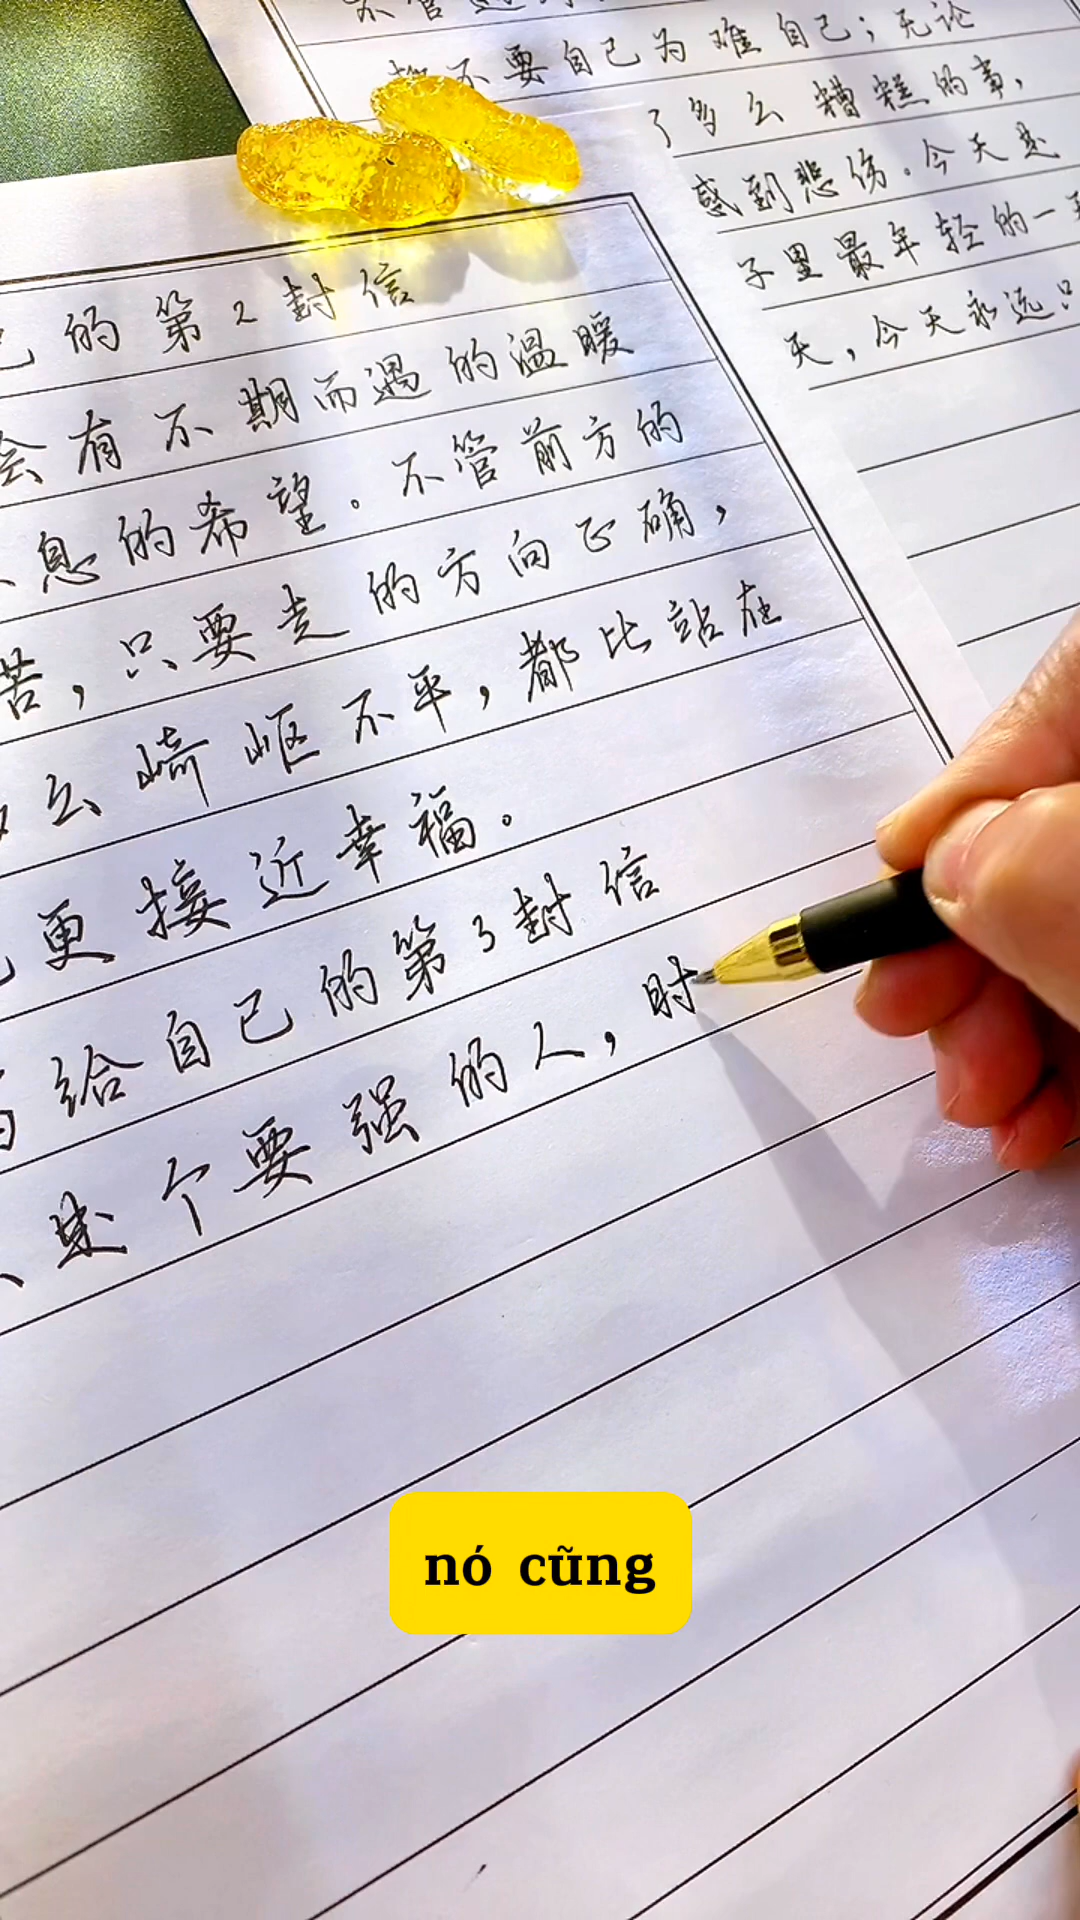 要自己为难自己；无论
多么糟糕的事，
感到悲伤。今天是
子里最年轻的一
天，今天永远只
己的第2封信
会有不期而遇的温暖
息的希望。不管前方的
苦，只要走的方向正确，
么崎岖不平，都比站在
更接近幸福。
给自己的第3封信
是个要强的人，时
nó cũng